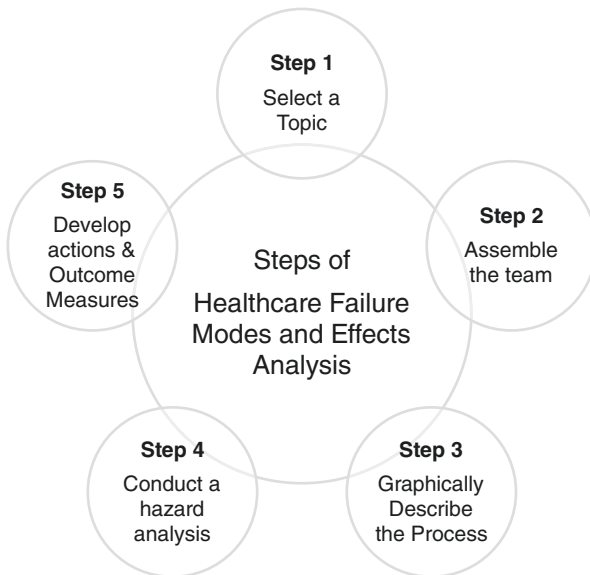 Step 1
Select a
Topic
Step 2
Assemble
the team
Step 3
Graphically
Describe
the Process
Step 4
Conduct a
hazard
analysis
Step 5
Develop
actions &
Outcome
Measures
Steps of
Healthcare Failure
Modes and Effects
Analysis